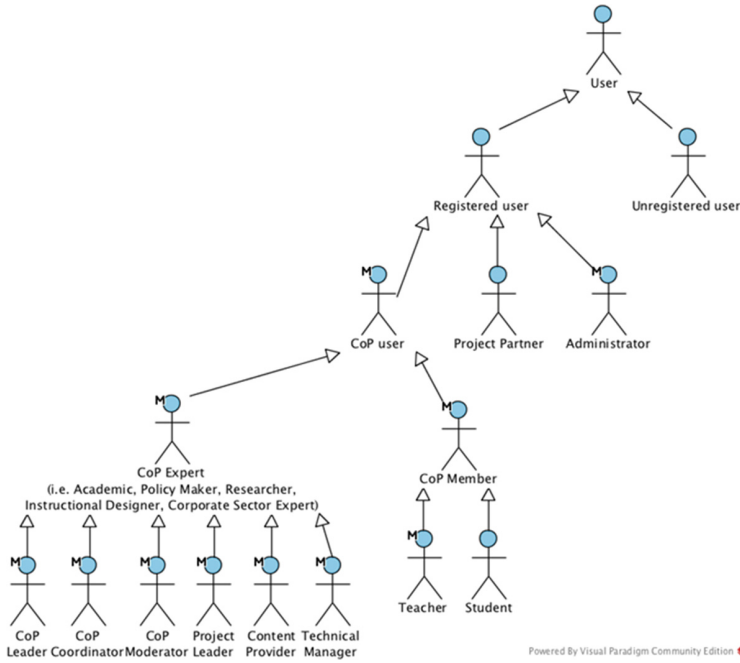 User
Registered user
Unregistered user
M
M
CoP user
Project Partner
Administrator
M
M
CoP Expert
(i.e. Academic, Policy Maker, Researcher,
Instructional Designer, Corporate Sector Expert)
CoP Member
M
M
M
M
M
M
M
Teacher
Student
CoP
Leader
CoP
Coordinator
CoP
Moderator
Project
Leader
Content
Provider
Technical
Manager
Powered By Visual Paradigm Community Edition